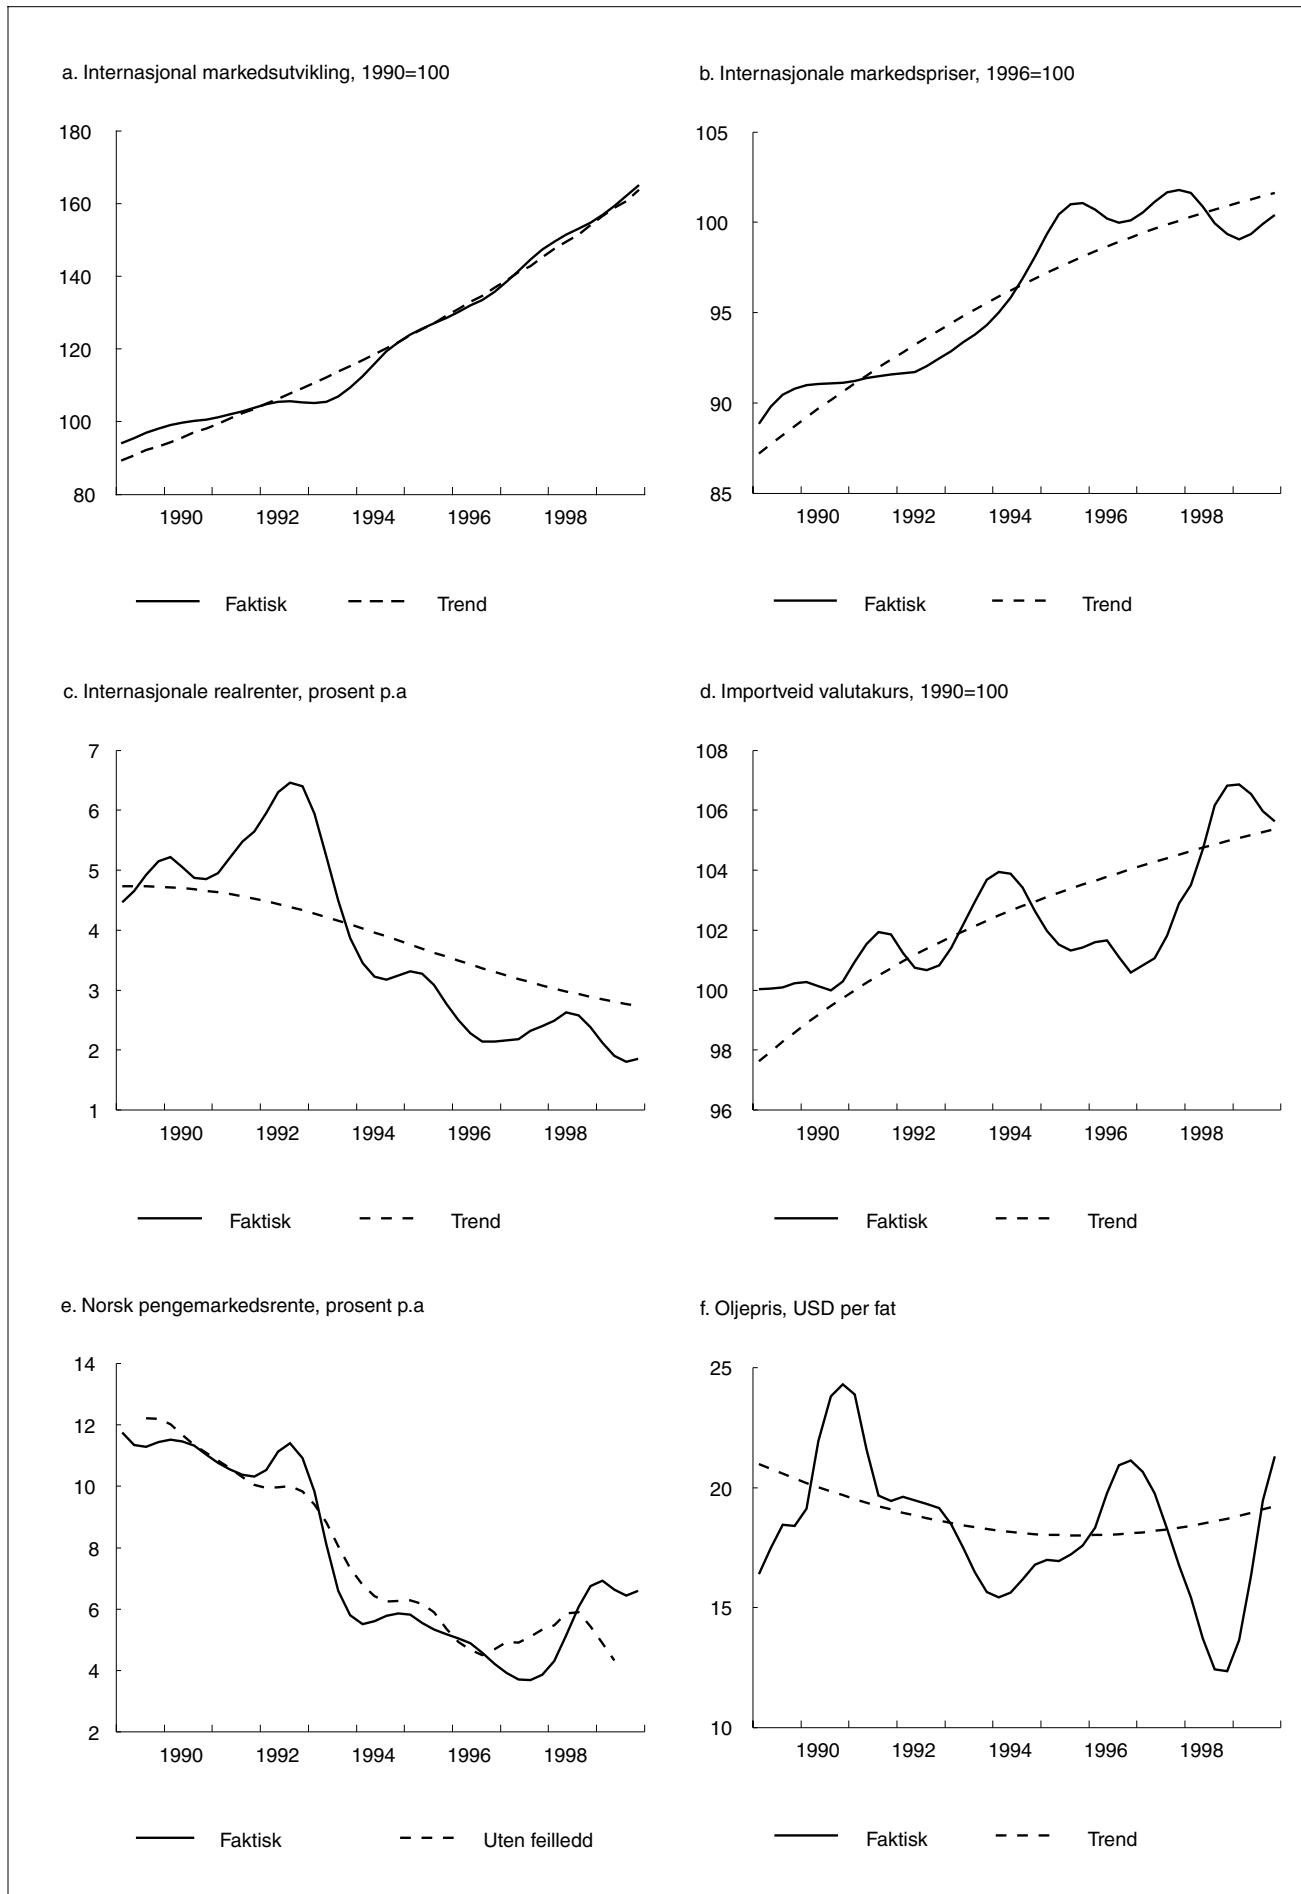 a. Internasjonal markedsutvikling, 1990=100
180
160
140
120
100
80
1990 1992 1994 1996 1998
Faktisk Trend
b. Internasjonale markedspriser, 1996=100
105
100
95
90
85
1990 1992 1994 1996 1998
Faktisk Trend
c. Internasjonale realrenter, prosent p.a
7
6
5
4
3
2
1
1990 1992 1994 1996 1998
Faktisk Trend
d. Importveid valutakurs, 1990=100
108
106
104
102
100
98
96
1990 1992 1994 1996 1998
Faktisk Trend
e. Norsk pengemarkedsrente, prosent p.a
14
12
10
8
6
4
2
1990 1992 1994 1996 1998
Faktisk Uten feilledd
f. Oljepris, USD per fat
25
20
15
10
1990 1992 1994 1996 1998
Faktisk Trend